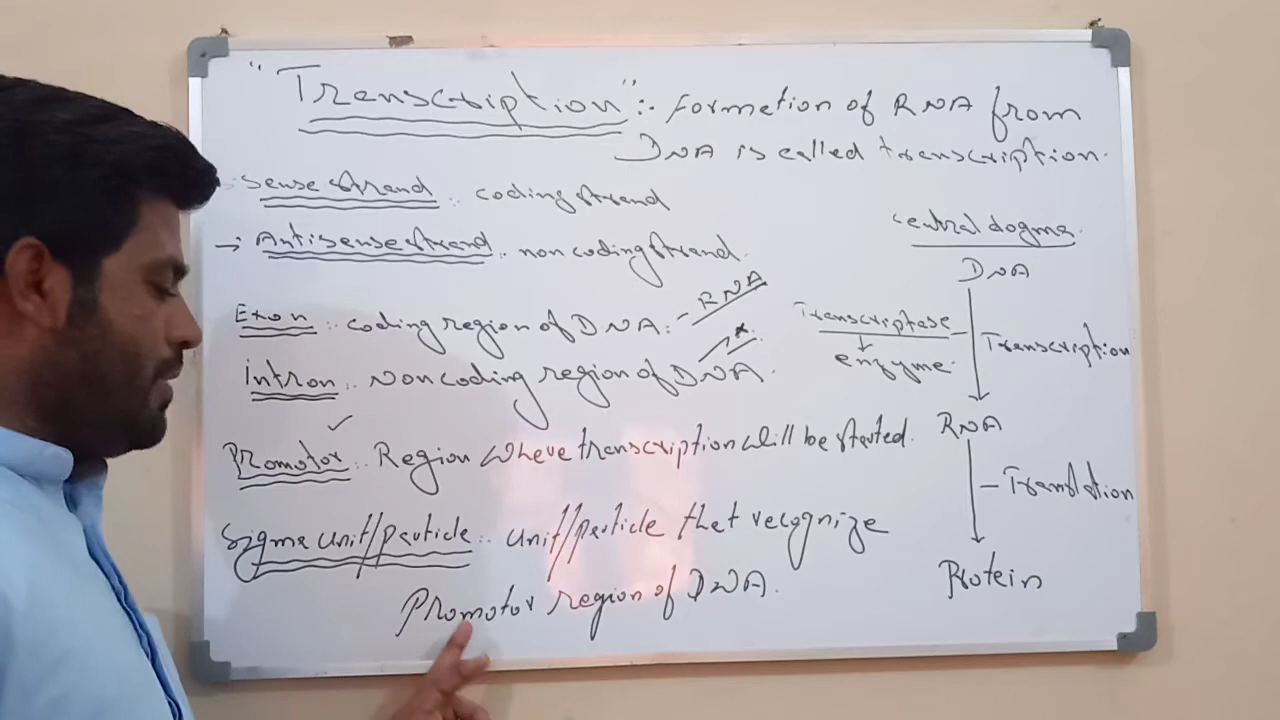 "Transcription":- Formation of RNA from
DNA is called transcription.
Sense strand :. coding strand
→ Antisense strand :. non coding strand.
Exon :. coding region of DNA :- RNA
Intron :. Non coding region of DNA. x
Promotor ✓ :. Region where transcription will be started.
Sigma unit/particle :. unit/particle that recognize
Promotor region of DNA.
Central dogma.
DNA
Transcriptase
enzyme.
Transcription
RNA
Translation
Protein